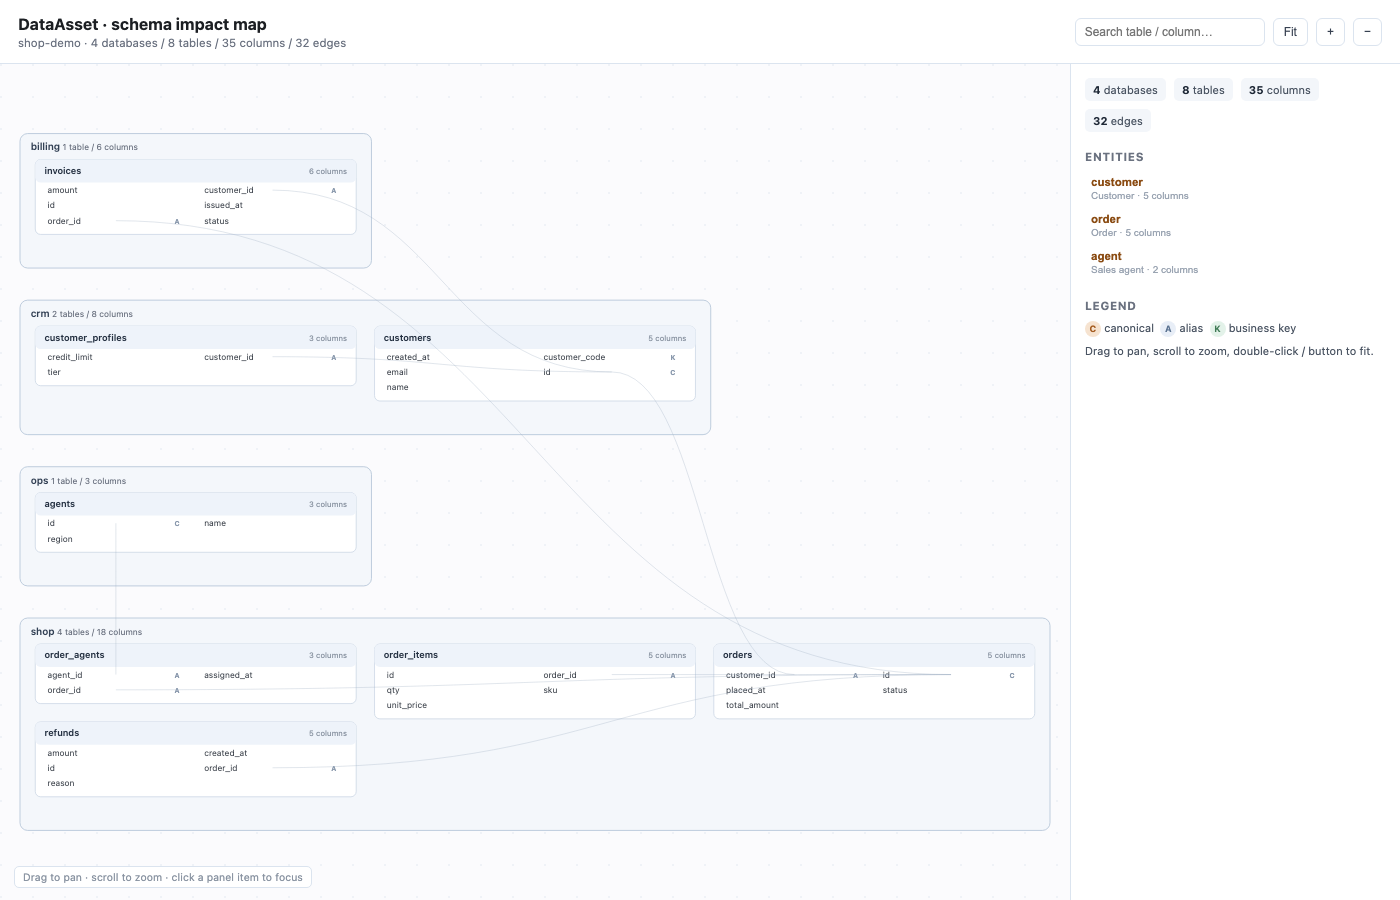 DataAsset · schema impact map
shop-demo · 4 databases / 8 tables / 35 columns / 32 edges
Search table / column...
Fit
+
−
billing 1 table / 6 columns
invoices 6 columns
amount customer_id A
id issued_at
order_id A status
crm 2 tables / 8 columns
customer_profiles 3 columns
credit_limit customer_id A
tier
customers 5 columns
created_at customer_code K
email id C
name
ops 1 table / 3 columns
agents 3 columns
id C name
region
shop 4 tables / 18 columns
order_agents 3 columns
agent_id A assigned_at
order_id A
order_items 5 columns
id order_id A
qty sku
unit_price
orders 5 columns
customer_id A id C
placed_at status
total_amount
refunds 5 columns
amount created_at
id order_id A
reason
Drag to pan · scroll to zoom · click a panel item to focus
4 databases 8 tables 35 columns
32 edges
ENTITIES
customer
Customer · 5 columns
order
Order · 5 columns
agent
Sales agent · 2 columns
LEGEND
C canonical A alias K business key
Drag to pan, scroll to zoom, double-click / button to fit.